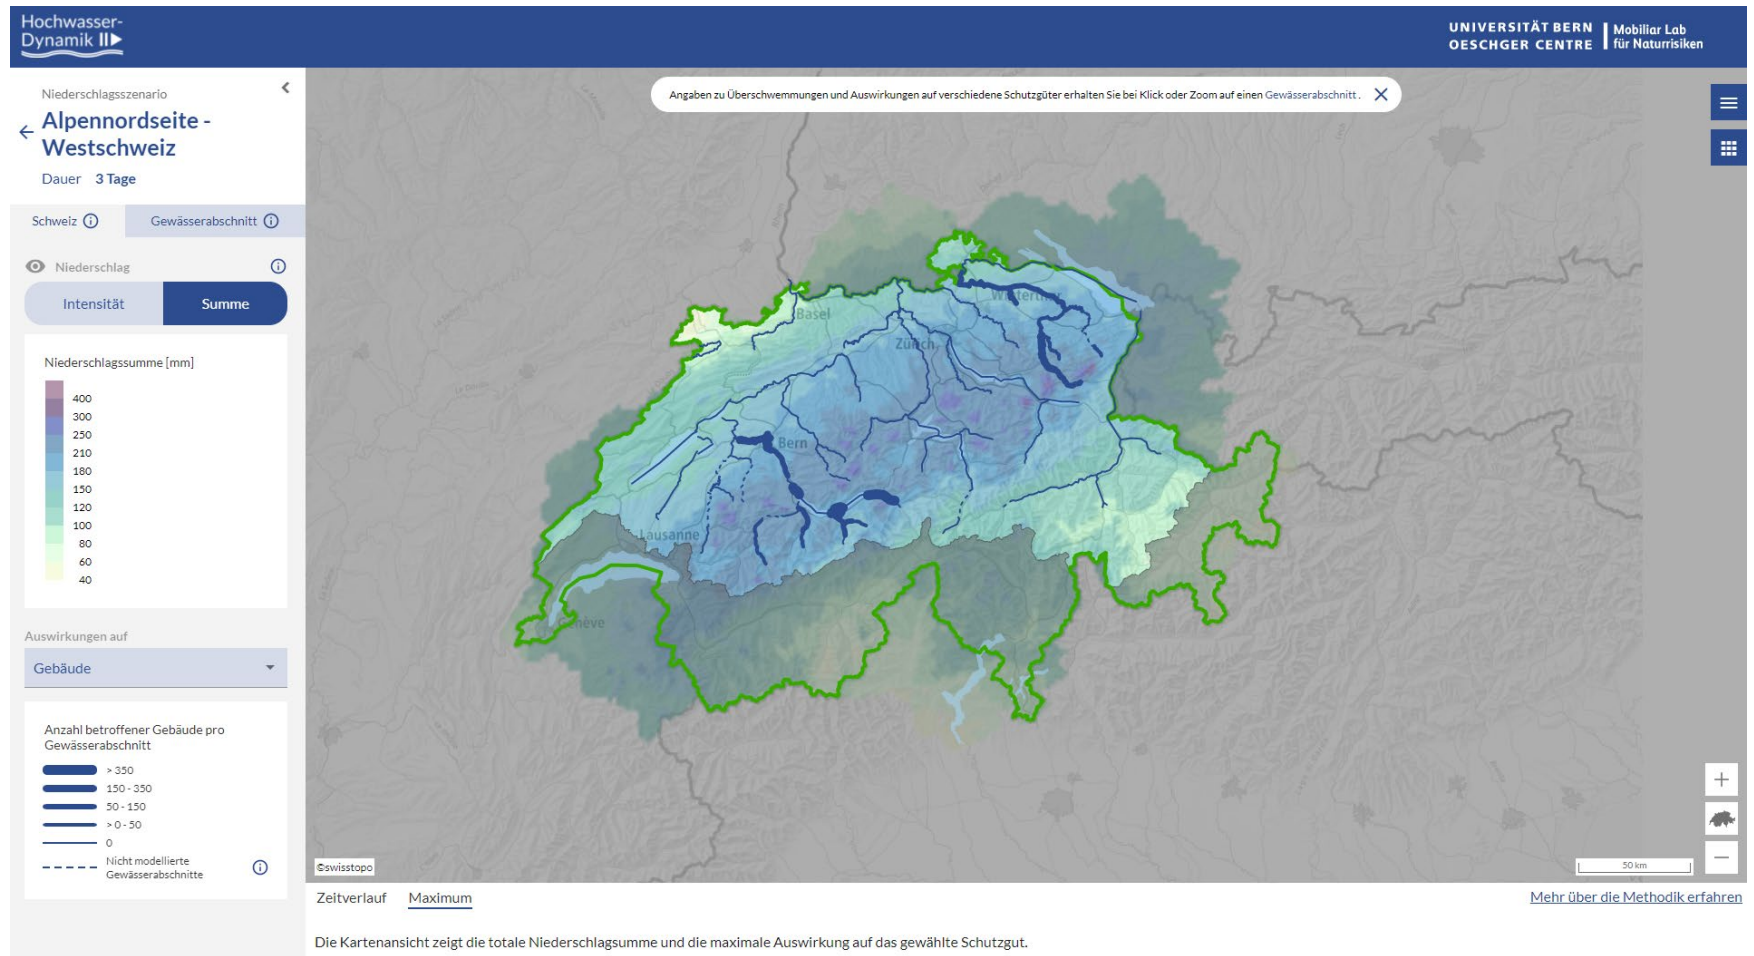 Hochwasser-
Dynamik
UNIVERSITÄT BERN
OESCHGER CENTRE
Mobiliar Lab
für Naturrisiken
Niederschlagsszenario
Alpennordseite -
Westschweiz
Dauer 3 Tage
Schweiz
Gewässerabschnitt
Niederschlag
Intensität
Summe
Niederschlagssumme [mm]
400
300
250
210
180
150
120
100
80
60
40
Auswirkungen auf
Gebäude
Anzahl betroffener Gebäude pro
Gewässerabschnitt
> 350
150 - 350
50 - 150
> 0 - 50
0
Nicht modellierte
Gewässerabschnitte
Angaben zu Überschwemmungen und Auswirkungen auf verschiedene Schutzgüter erhalten Sie bei Klick oder Zoom auf einen Gewässerabschnitt .
Basel
Zürich
Bern
Lausanne
Genève
©swisstopo
50 km
Zeitverlauf
Maximum
Mehr über die Methodik erfahren
Die Kartenansicht zeigt die totale Niederschlagsumme und die maximale Auswirkung auf das gewählte Schutzgut.